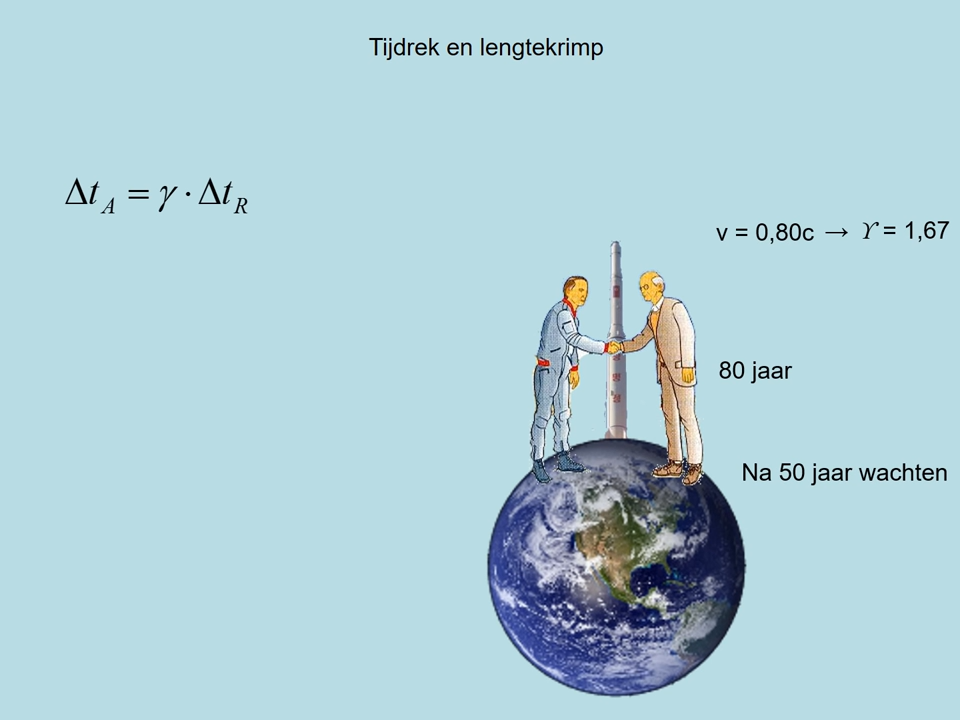 Tijdrek en lengtekrimp
Δt_A = γ · Δt_R
v = 0,80c → ϒ = 1,67
80 jaar
Na 50 jaar wachten